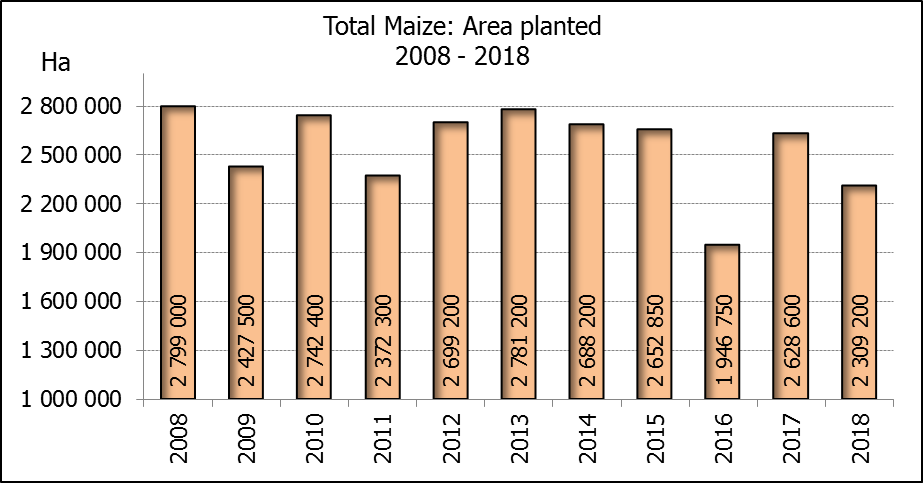 Total Maize: Area planted
2008 - 2018
Ha
2 800 000
2 500 000
2 200 000
1 900 000
1 600 000
1 300 000
1 000 000
2 799 000
2 427 500
2 742 400
2 372 300
2 699 200
2 781 200
2 688 200
2 652 850
1 946 750
2 628 600
2 309 200
2008
2009
2010
2011
2012
2013
2014
2015
2016
2017
2018